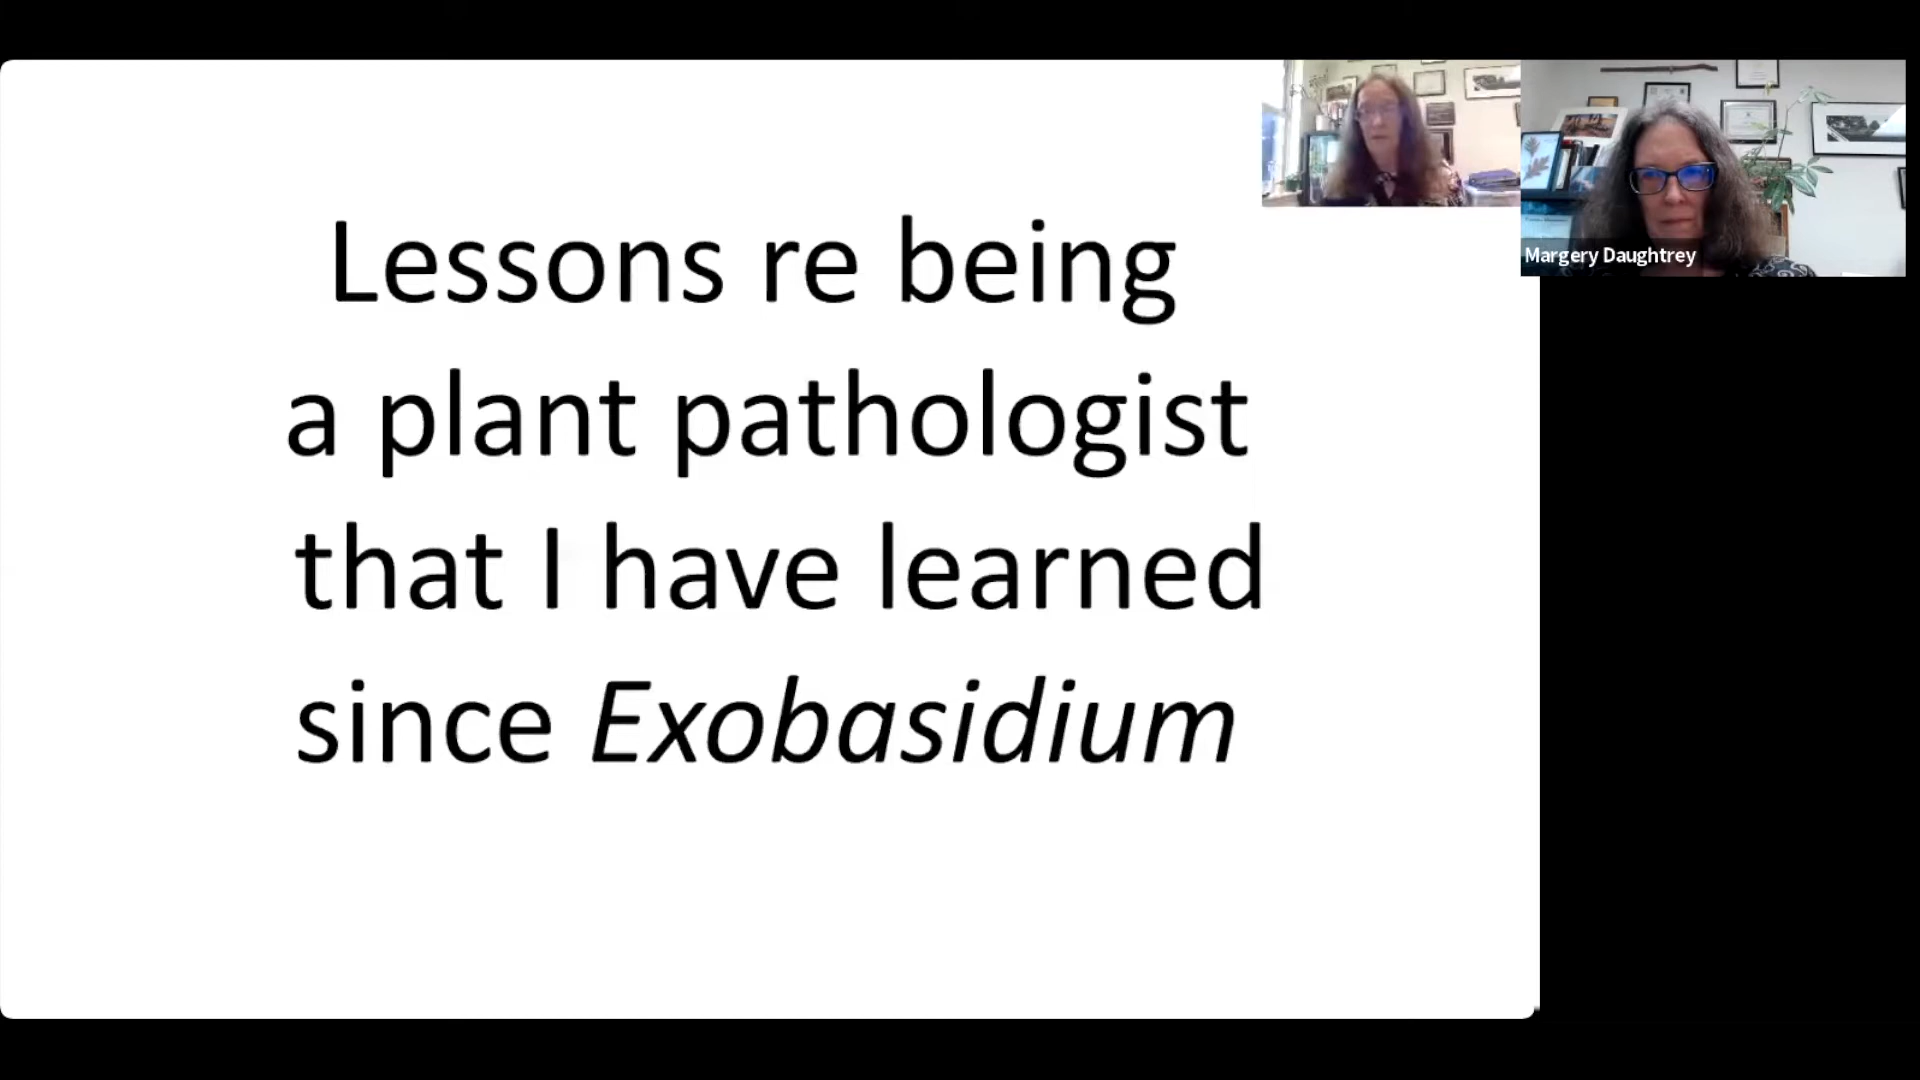 Lessons re being
a plant pathologist
that I have learned
since Exobasidium
Margery Daughtrey